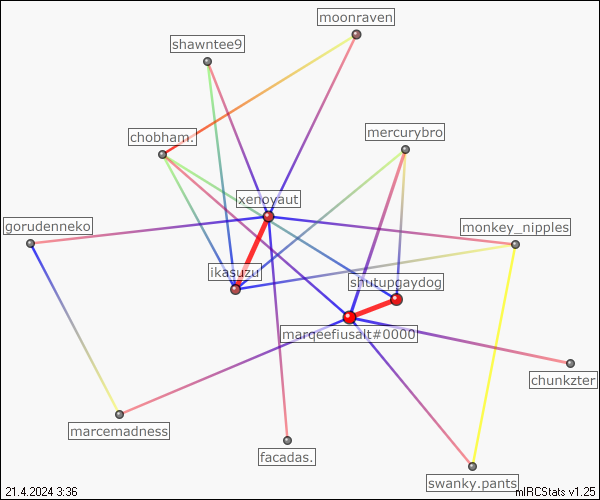 moonraven
shawntee9
mercurybro
chobham.
xenoyaut
gorudenneko
monkey_nipples
ikasuzu
shutupgaydog
marqeefiusalt#0000
chunkzter
marcemadness
facadas.
swanky.pants
21.4.2024 3:36
mIRCStats v1.25